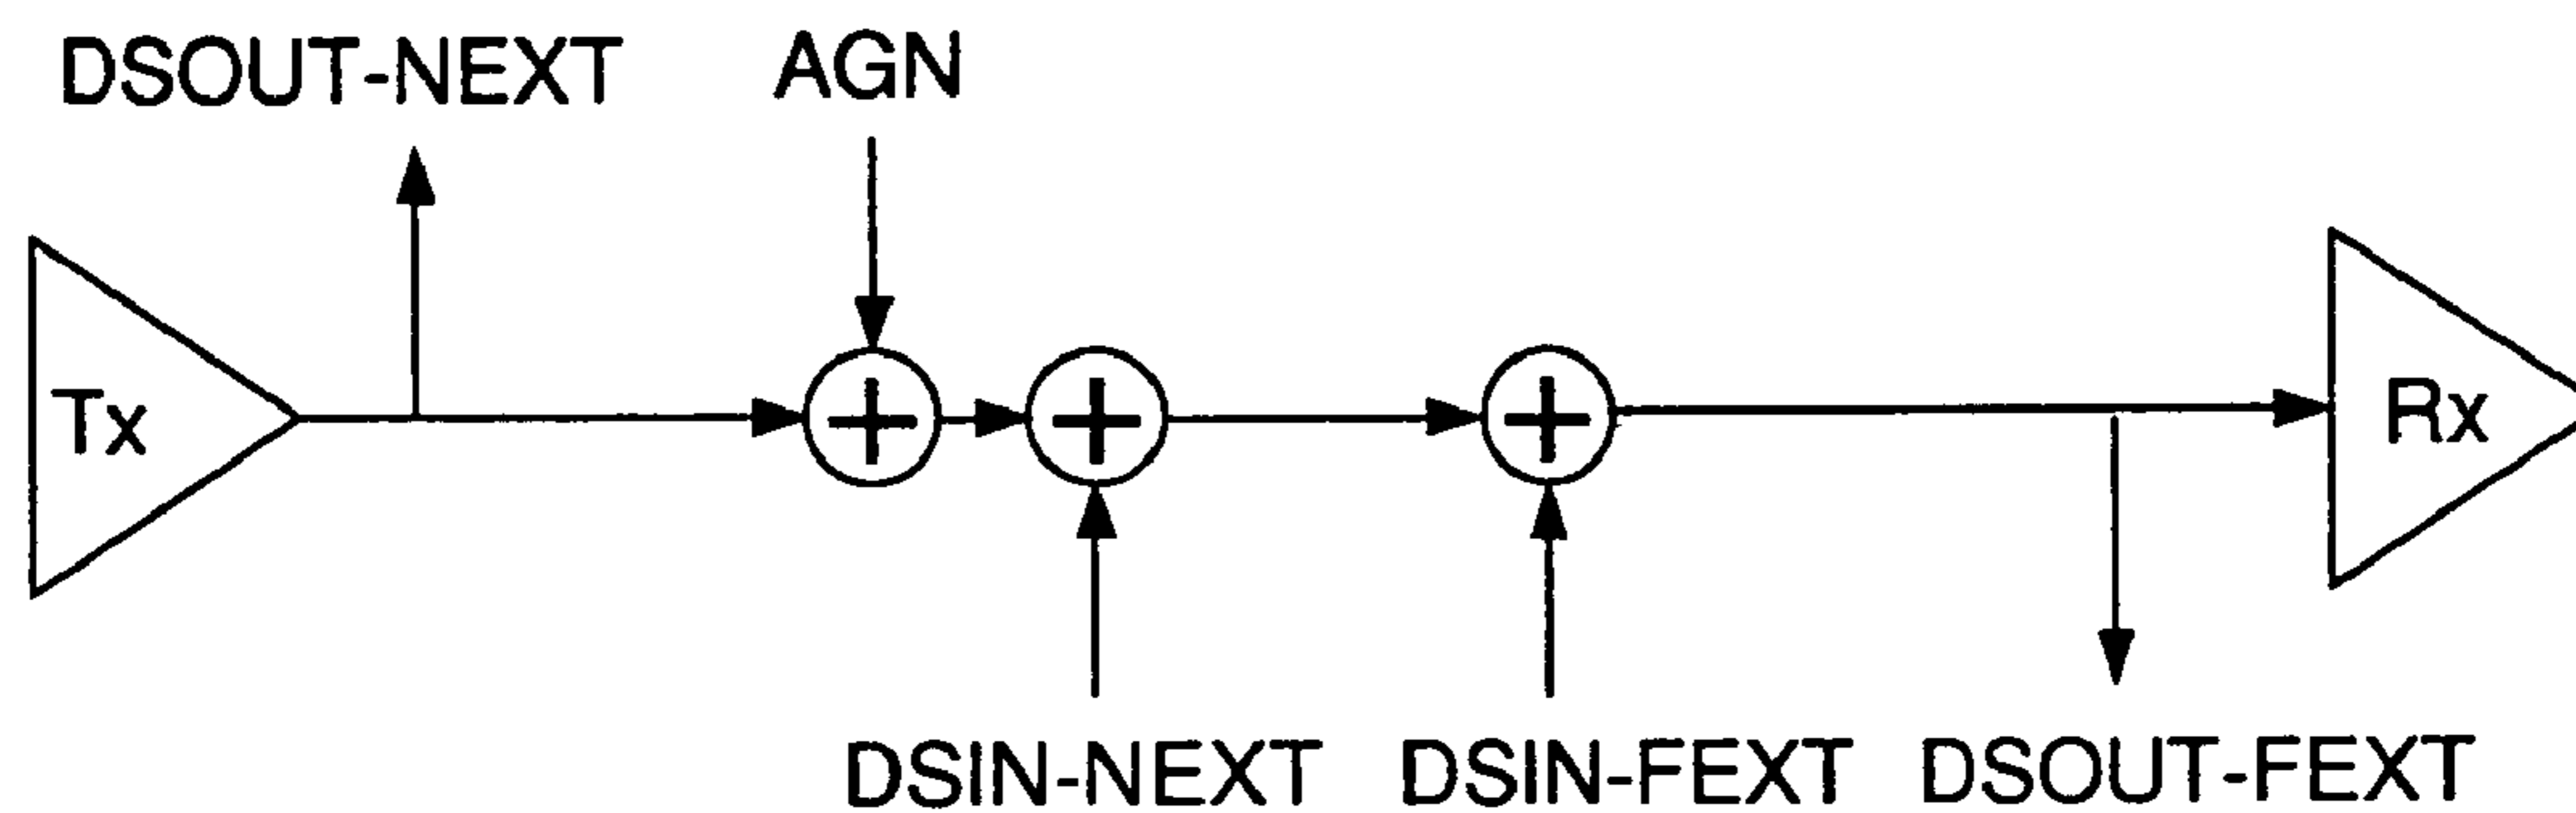 DSOUT-NEXT
AGN
Tx
+
+
+
Rx
DSIN-NEXT
DSIN-FEXT
DSOUT-FEXT